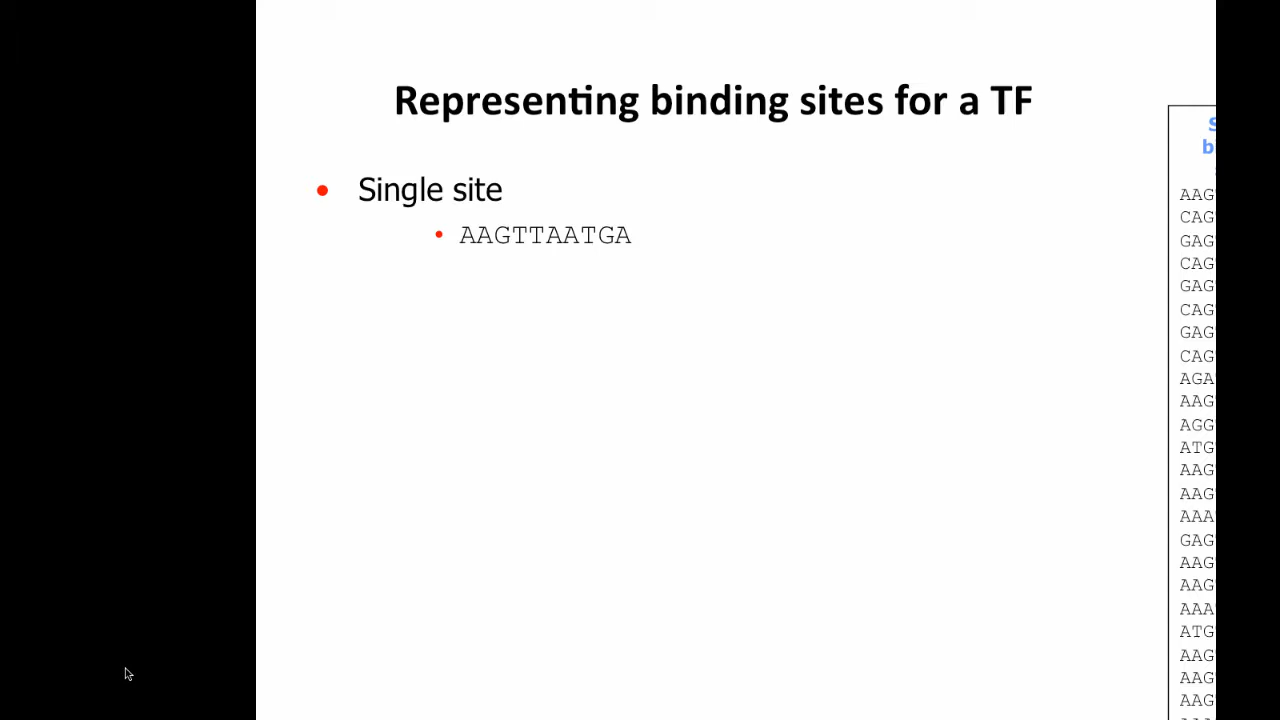 Representing binding sites for a TF
• Single site
• AAGTTAATGA
b
AAG
CAG
GAG
CAG
GAG
CAG
GAG
CAG
AGA
AAG
AGG
ATG
AAG
AAG
AAA
GAG
AAG
AAG
AAA
ATG
AAG
AAG
AAG